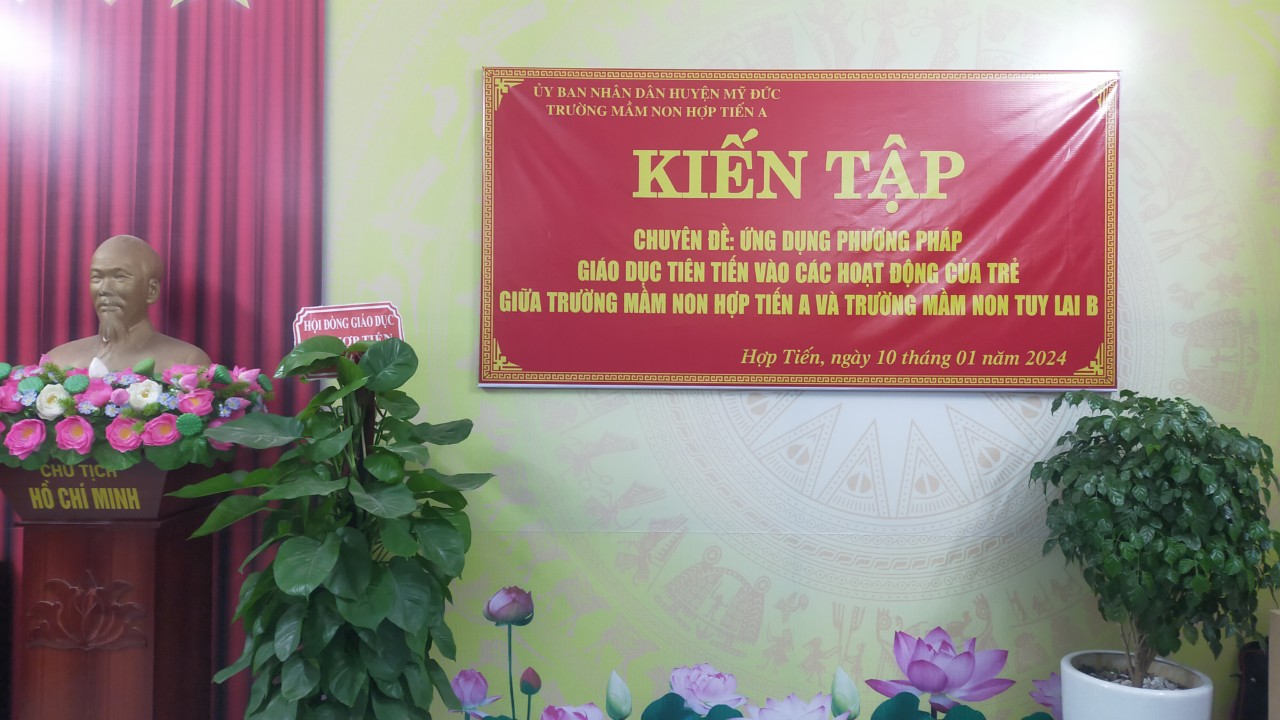 ỦY BAN NHÂN DÂN HUYỆN MỸ ĐỨC
TRƯỜNG MẦM NON HỢP TIẾN A
KIẾN TẬP
CHUYÊN ĐỀ: ỨNG DỤNG PHƯƠNG PHÁP
GIÁO DỤC TIÊN TIẾN VÀO CÁC HOẠT ĐỘNG CỦA TRẺ
GIỮA TRƯỜNG MẦM NON HỢP TIẾN A VÀ TRƯỜNG MẦM NON TUY LAI B
Hợp Tiến, ngày 10 tháng 01 năm 2024
HỘI ĐỒNG GIÁO DỤC
HỢP TIẾN
CHỦ TỊCH
HỒ CHÍ MINH